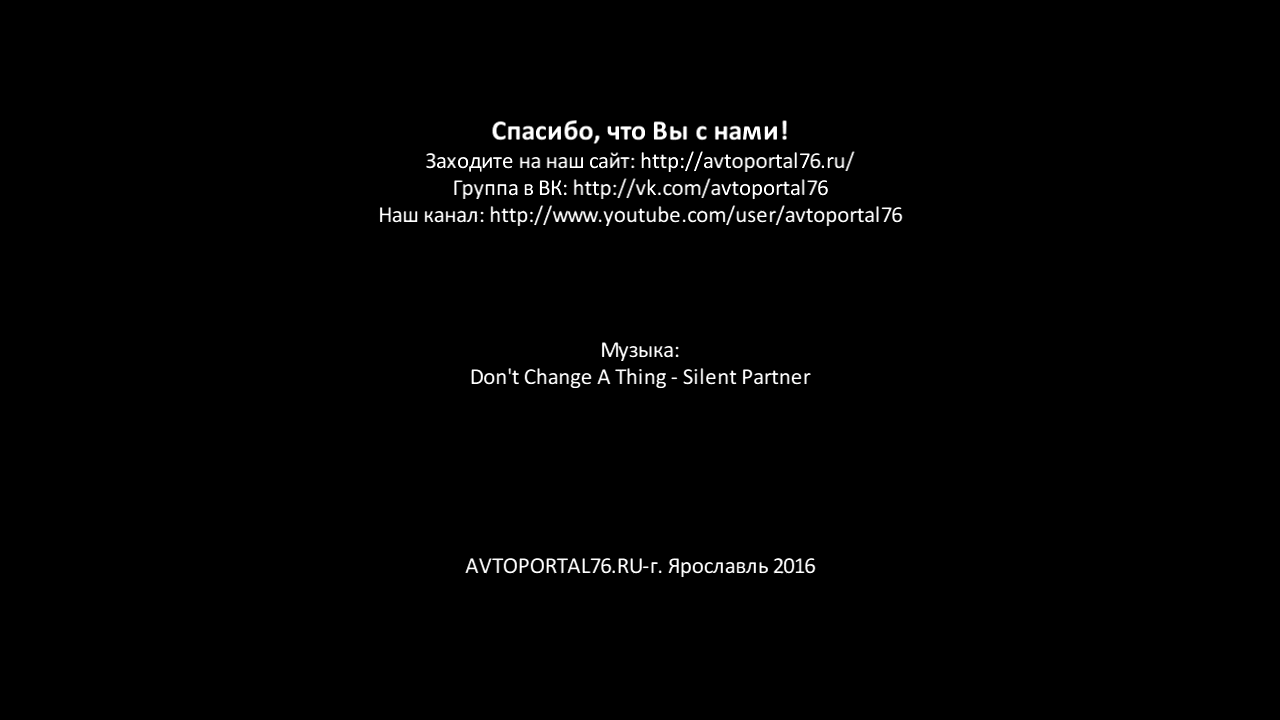 Спасибо, что Вы с нами!
Заходите на наш сайт: http://avtoportal76.ru/
Группа в ВК: http://vk.com/avtoportal76
Наш канал: http://www.youtube.com/user/avtoportal76
Музыка:
Don't Change A Thing - Silent Partner
AVTOPORTAL76.RU-г. Ярославль 2016